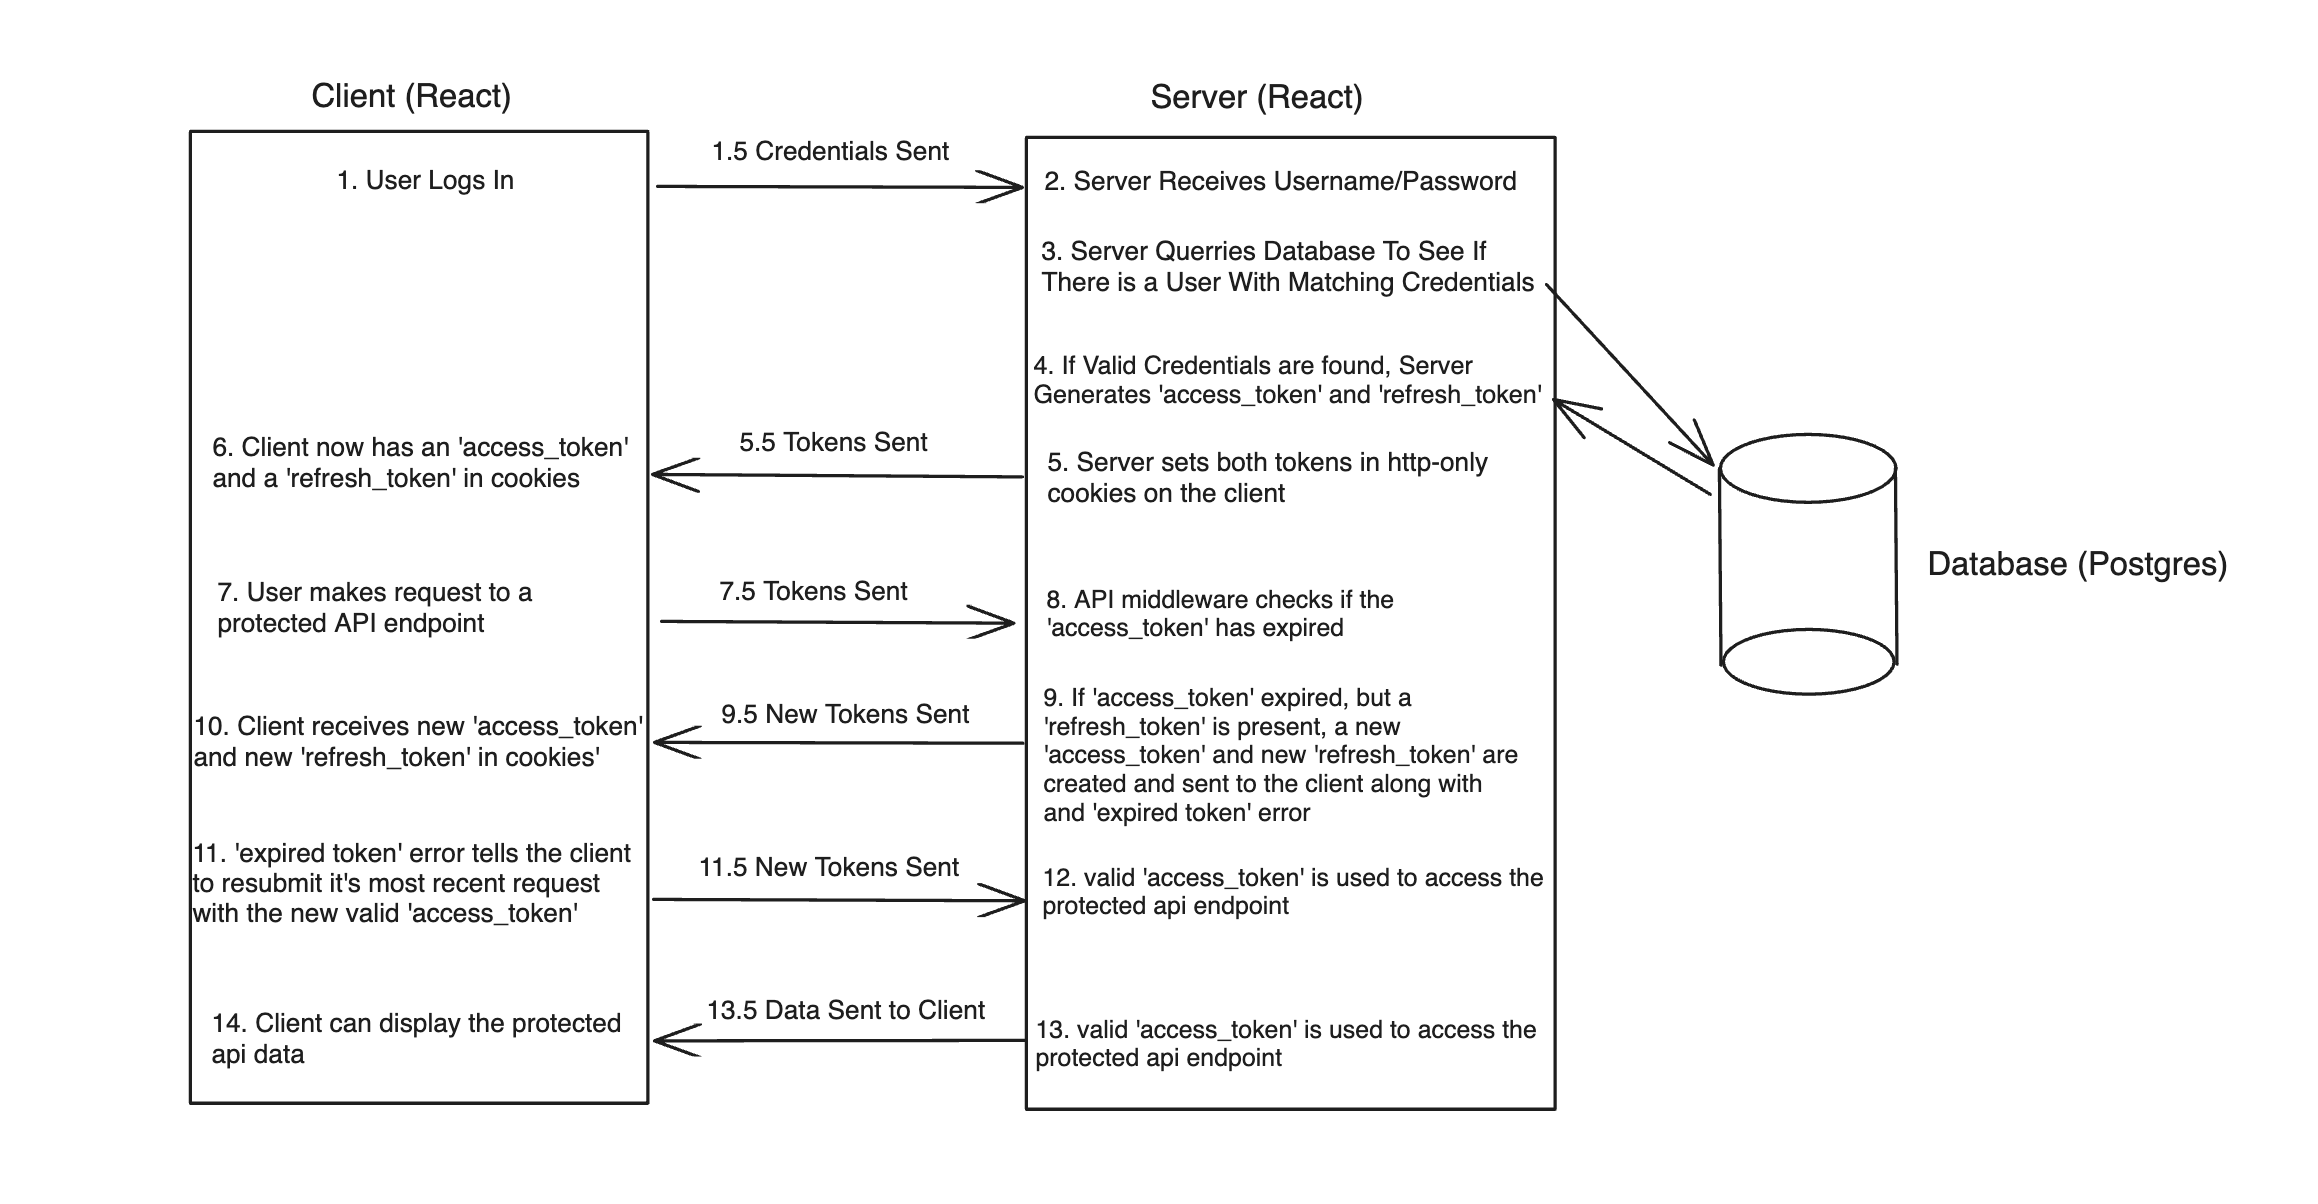 Client (React)
Server (React)
1. User Logs In
1.5 Credentials Sent
2. Server Receives Username/Password
3. Server Querries Database To See If
There is a User With Matching Credentials
4. If Valid Credentials are found, Server
Generates 'access_token' and 'refresh_token'
5. Server sets both tokens in http-only
cookies on the client
5.5 Tokens Sent
6. Client now has an 'access_token'
and a 'refresh_token' in cookies
Database (Postgres)
7. User makes request to a
protected API endpoint
7.5 Tokens Sent
8. API middleware checks if the
'access_token' has expired
9. If 'access_token' expired, but a
'refresh_token' is present, a new
'access_token' and new 'refresh_token' are
created and sent to the client along with
and 'expired token' error
9.5 New Tokens Sent
10. Client receives new 'access_token'
and new 'refresh_token' in cookies'
11. 'expired token' error tells the client
to resubmit it's most recent request
with the new valid 'access_token'
11.5 New Tokens Sent
12. valid 'access_token' is used to access the
protected api endpoint
13. valid 'access_token' is used to access the
protected api endpoint
13.5 Data Sent to Client
14. Client can display the protected
api data